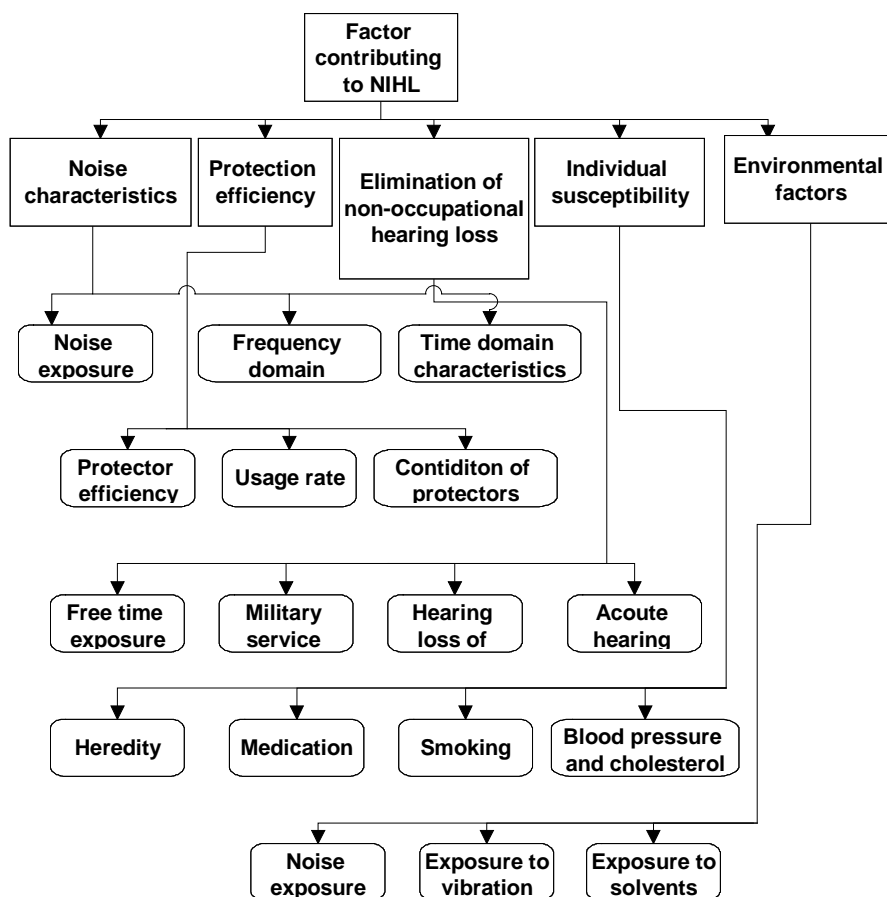 Factor
contributing
to NIHL
Noise
characteristics
Protection
efficiency
Elimination of
non-occupational
hearing loss
Individual
susceptibility
Environmental
factors
Noise
exposure
Frequency
domain
Time domain
characteristics
Protector
efficiency
Usage rate
Contiditon of
protectors
Free time
exposure
Military
service
Hearing
loss of
Acoute
hearing
Heredity
Medication
Smoking
Blood pressure
and cholesterol
Noise
exposure
Exposure to
vibration
Exposure to
solvents